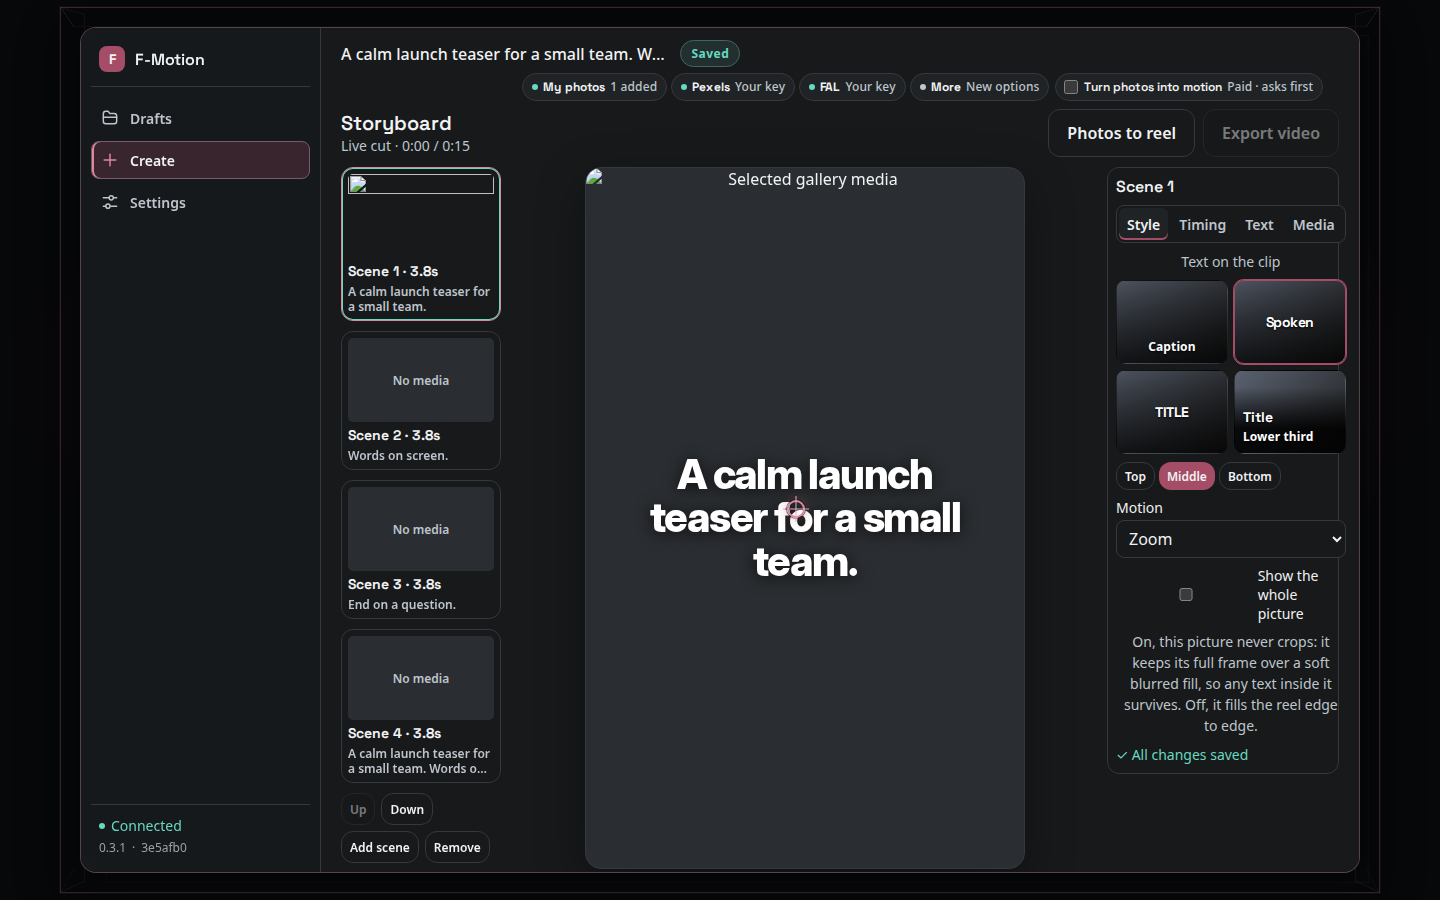 F
F-Motion
Drafts
Create
Settings
Connected
0.3.1 · 3e5afb0
A calm launch teaser for a small team. W...
Saved
My photos 1 added
Pexels Your key
FAL Your key
More New options
Turn photos into motion Paid · asks first
Storyboard
Live cut · 0:00 / 0:15
Photos to reel
Export video
Scene 1 · 3.8s
A calm launch teaser for
a small team.
No media
Scene 2 · 3.8s
Words on screen.
No media
Scene 3 · 3.8s
End on a question.
No media
Scene 4 · 3.8s
A calm launch teaser for
a small team. Words o...
Up
Down
Add scene
Remove
Selected gallery media
A calm launch
teaser for a small
team.
Scene 1
Style
Timing
Text
Media
Text on the clip
Caption
Spoken
TITLE
Title
Lower third
Top
Middle
Bottom
Motion
Zoom
Show the
whole
picture
On, this picture never crops: it
keeps its full frame over a soft
blurred fill, so any text inside it
survives. Off, it fills the reel edge
to edge.
✓ All changes saved